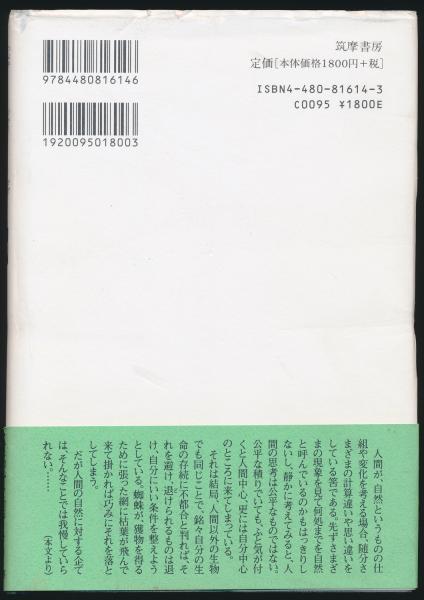 9784480816146
1920095018003
筑摩書房
定価[本体価格1800円+税]
ISBN4-480-81614-3
C0095 ¥1800E
人間が、自然というものの仕
組や変化を考える場合、随分さ
まざまの計算違いや思い違いを
している筈である。先ずさまざ
まの現象を見て何処までを自然
と呼んでいるのかもはっきりし
ないし、静かに考えてみると、人
間の思考は公平なものではない。
公平な積りでいても、ふと気が付
くと人間中心、更には自分中心
のところに来てしまっている。
それは結局、人間以外の生物
でも同じことで、銘々自分の生
命の存続に不都合と判れば、そ
れを避け、退けられるものは退
け、自分にいい条件を整えよう
としている。蜘蛛が、獲物を得る
ために張った網に枯葉が飛んで
来て掛かれば巧みにそれを落と
してしまう。
だが人間の自然に対する企て
は、そんなことでは我慢していら
れない。……
(本文より)